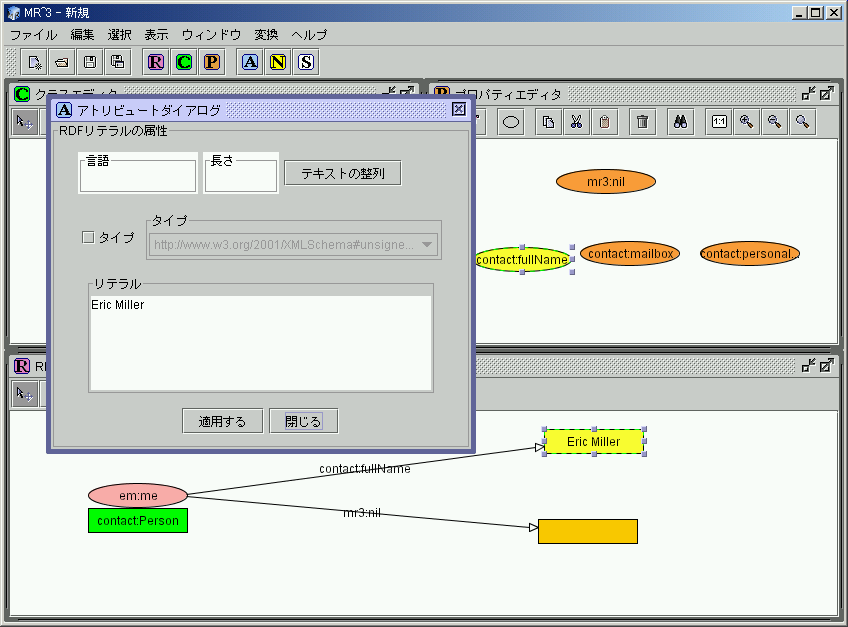 MR^3 - 新規
ファイル 編集 選択 表示 ウィンドウ 変換 ヘルプ
R C P A N S
C クラスエディタ
P プロパティエディタ
A アトリビュートダイアログ
RDFリテラルの属性
言語 長さ
テキストの整列
タイプ
タイプ
http://www.w3.org/2001/XMLSchema#unsigne...
リテラル
Eric Miller
適用する 閉じる
1:1
mr3:nil
contact:fullName contact:mailbox contact:personal...
R
Eric Miller
contact:fullName
em:me
contact:Person
mr3:nil